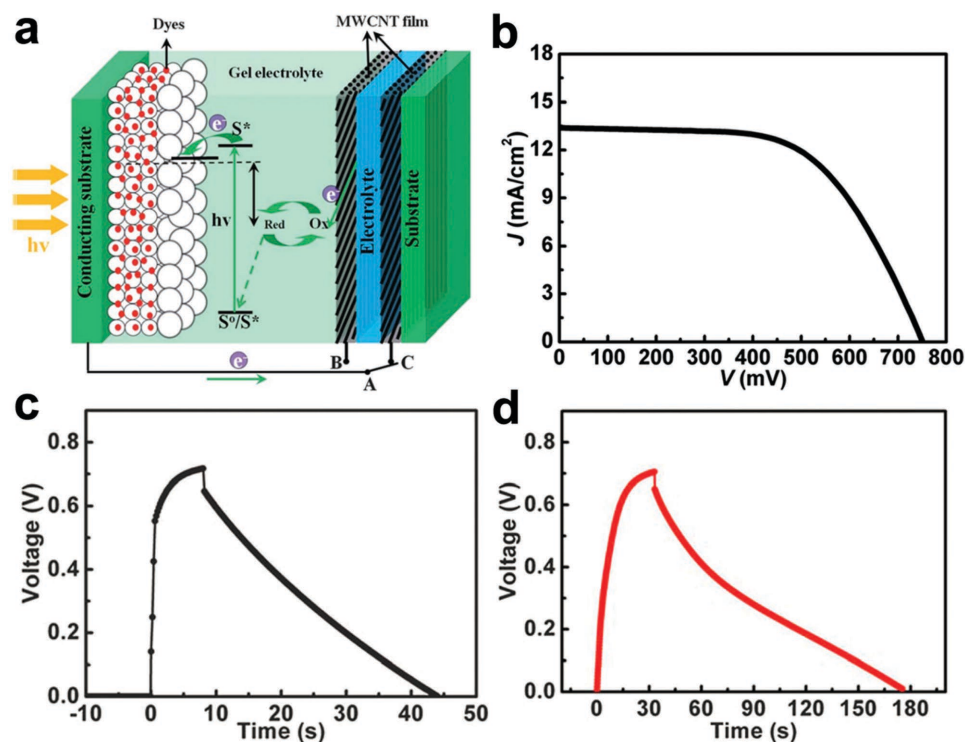 a
Dyes
MWCNT film
Gel electrolyte
Conducting substrate
hν
e⁻
S*
hν
Red
Ox
e⁻
S⁰/S*
Electrolyte
Substrate
e⁻
B
A
C
b
18
15
12
9
6
3
0
J (mA/cm2)
0 100 200 300 400 500 600 700 800
V (mV)
c
0.8
0.6
0.4
0.2
0.0
Voltage (V)
-10 0 10 20 30 40 50
Time (s)
d
0.8
0.6
0.4
0.2
0.0
Voltage (V)
0 30 60 90 120 150 180
Time (s)